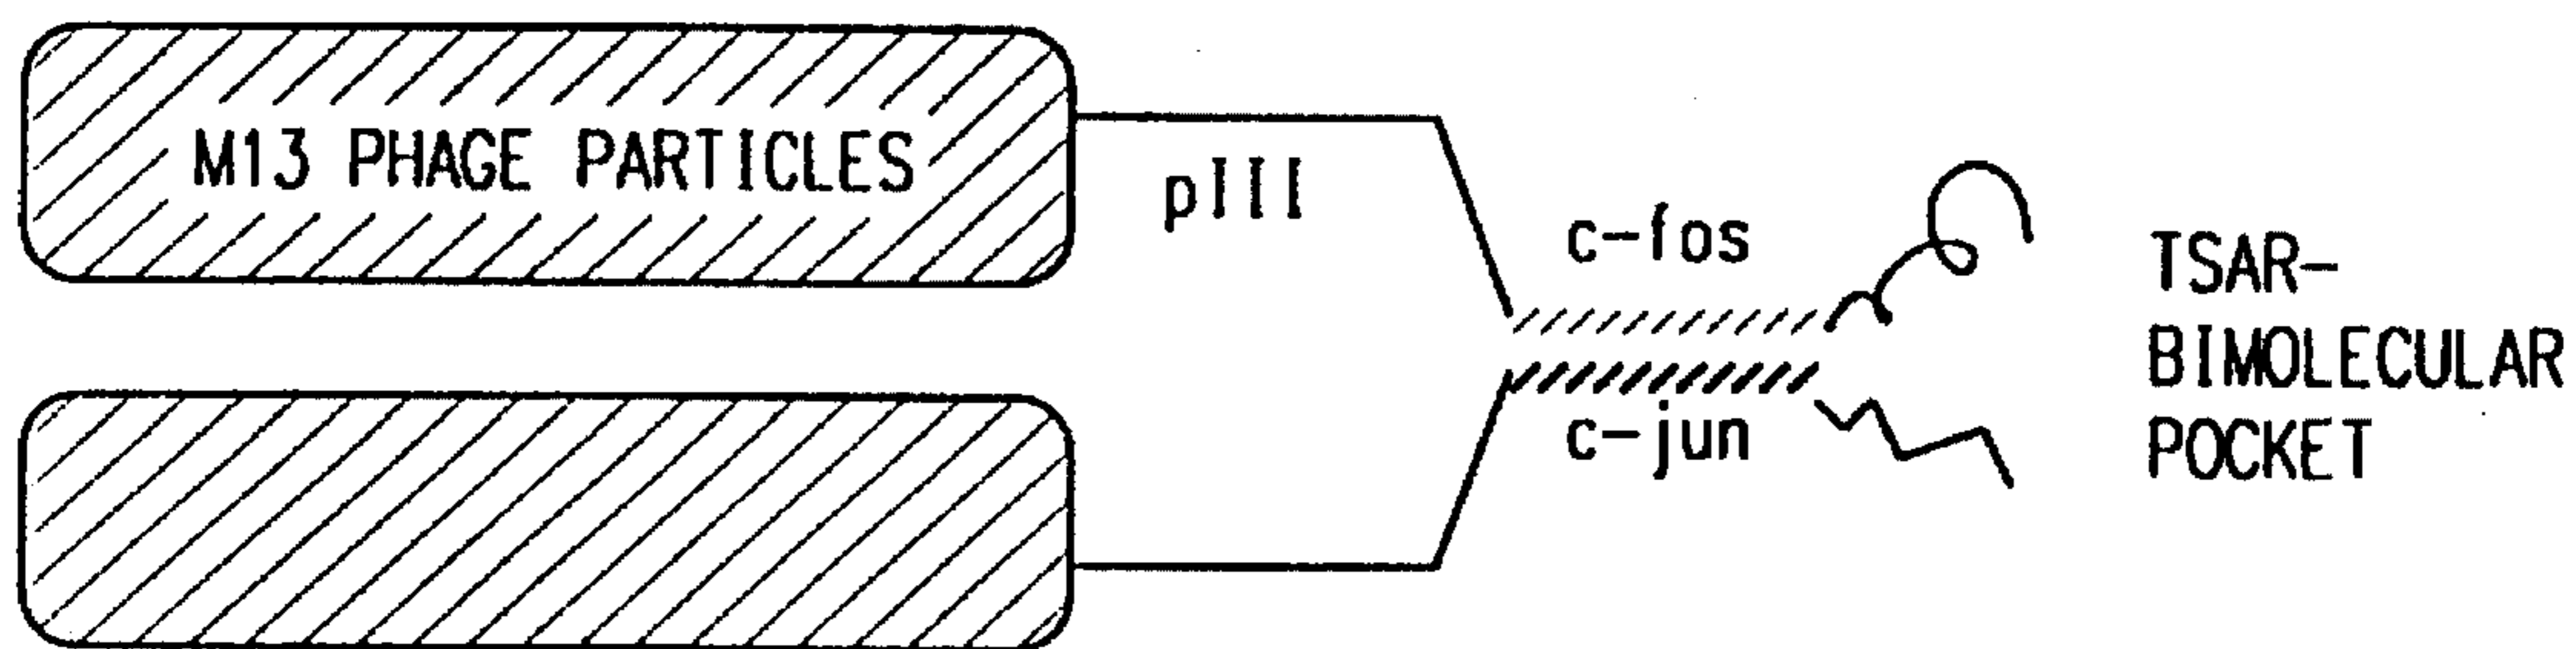 M13 PHAGE PARTICLES
pIII
c-fos
c-jun
TSAR-
BIMOLECULAR
POCKET